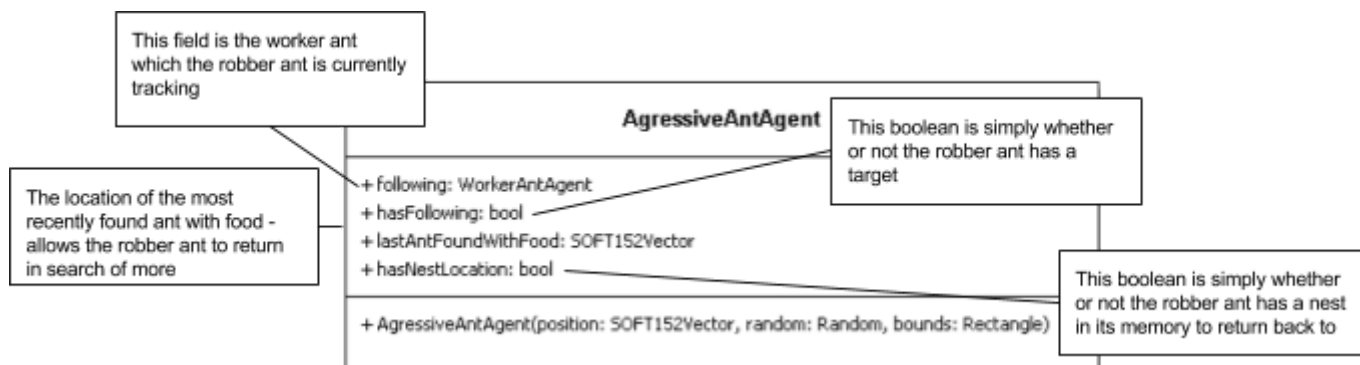 This field is the worker ant
which the robber ant is currently
tracking
AgressiveAntAgent
This boolean is simply whether
or not the robber ant has a
target
The location of the most
recently found ant with food -
allows the robber ant to return
in search of more
+ following: WorkerAntAgent
+ hasFollowing: bool
+ lastAntFoundWithFood: SOFT152Vector
+ hasNestLocation: bool
This boolean is simply whether
or not the robber ant has a nest
in its memory to return back to
+ AgressiveAntAgent(position: SOFT152Vector, random: Random, bounds: Rectangle)